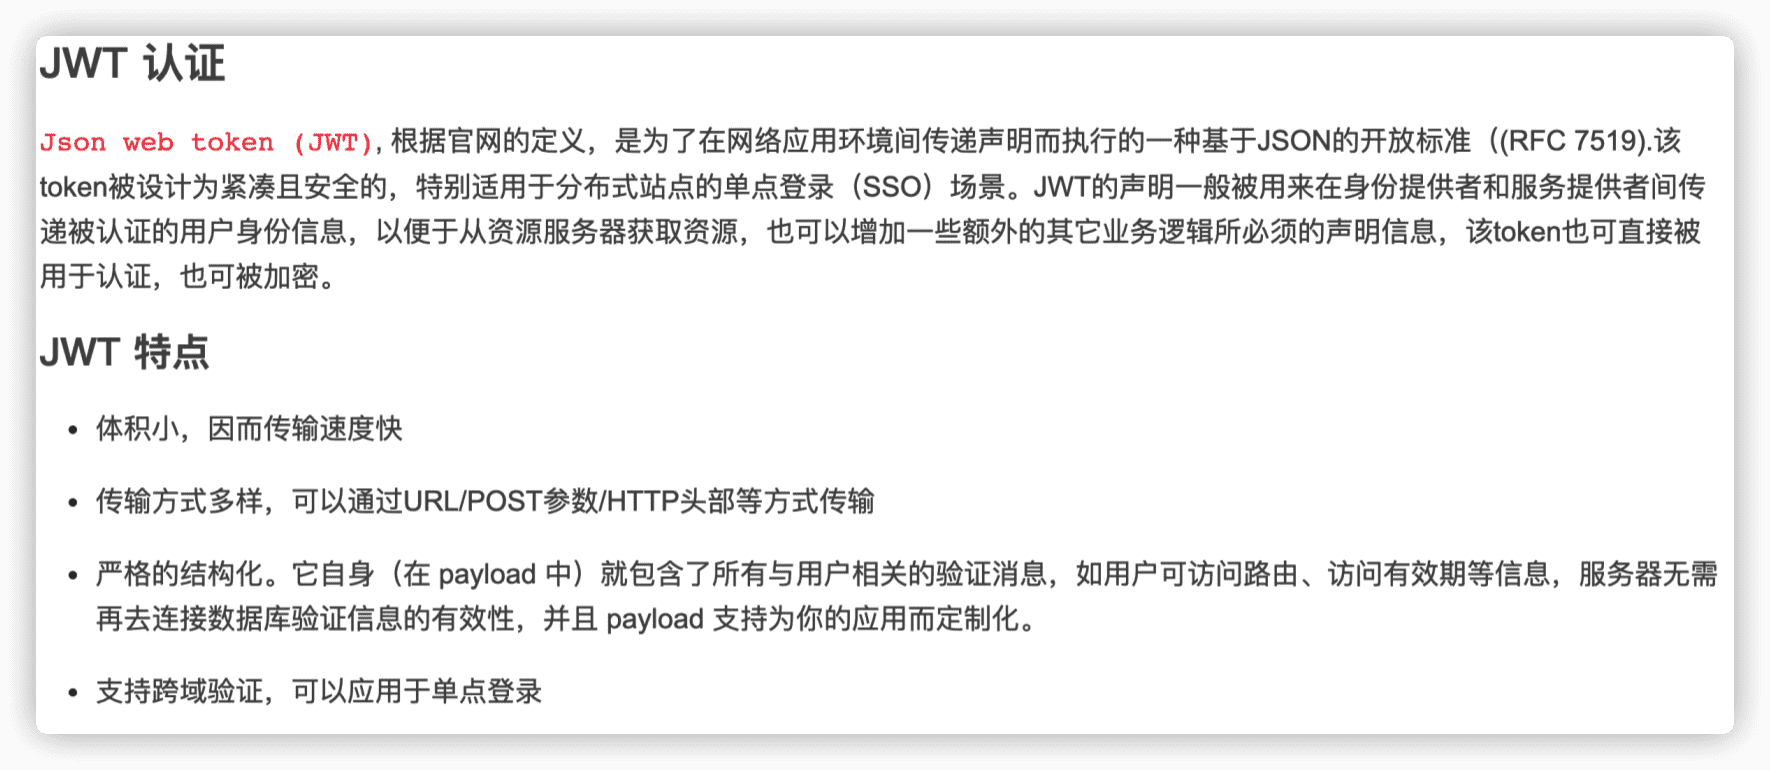 JWT 认证
Json web token (JWT), 根据官网的定义，是为了在网络应用环境间传递声明而执行的一种基于JSON的开放标准（(RFC 7519).该
token被设计为紧凑且安全的，特别适用于分布式站点的单点登录（SSO）场景。JWT的声明一般被用来在身份提供者和服务提供者间传
递被认证的用户身份信息，以便于从资源服务器获取资源，也可以增加一些额外的其它业务逻辑所必须的声明信息，该token也可直接被
用于认证，也可被加密。
JWT 特点
• 体积小，因而传输速度快
• 传输方式多样，可以通过URL/POST参数/HTTP头部等方式传输
• 严格的结构化。它自身（在 payload 中）就包含了所有与用户相关的验证消息，如用户可访问路由、访问有效期等信息，服务器无需
再去连接数据库验证信息的有效性，并且 payload 支持为你的应用而定制化。
• 支持跨域验证，可以应用于单点登录